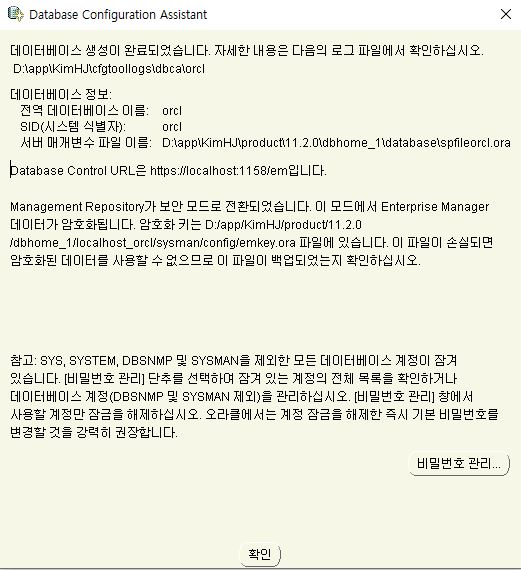 Database Configuration Assistant
데이터베이스 생성이 완료되었습니다. 자세한 내용은 다음의 로그 파일에서 확인하십시오.
D:\app\KimHJ\cfgtoollogs\dbca\orcl
데이터베이스 정보:
전역 데이터베이스 이름: orcl
SID(시스템 식별자): orcl
서버 매개변수 파일 이름: D:\app\KimHJ\product\11.2.0\dbhome_1\database\spfileorcl.ora
Database Control URL은 https://localhost:1158/em입니다.
Management Repository가 보안 모드로 전환되었습니다. 이 모드에서 Enterprise Manager
데이터가 암호화됩니다. 암호화 키는 D:/app/KimHJ/product/11.2.0
/dbhome_1/localhost_orcl/sysman/config/emkey.ora 파일에 있습니다. 이 파일이 손실되면
암호화된 데이터를 사용할 수 없으므로 이 파일이 백업되었는지 확인하십시오.
참고: SYS, SYSTEM, DBSNMP 및 SYSMAN을 제외한 모든 데이터베이스 계정이 잠겨
있습니다. [비밀번호 관리] 단추를 선택하여 잠겨 있는 계정의 전체 목록을 확인하거나
데이터베이스 계정(DBSNMP 및 SYSMAN 제외)을 관리하십시오. [비밀번호 관리] 창에서
사용할 계정만 잠금을 해제하십시오. 오라클에서는 계정 잠금을 해제한 즉시 기본 비밀번호를
변경할 것을 강력히 권장합니다.
비밀번호 관리...
확인